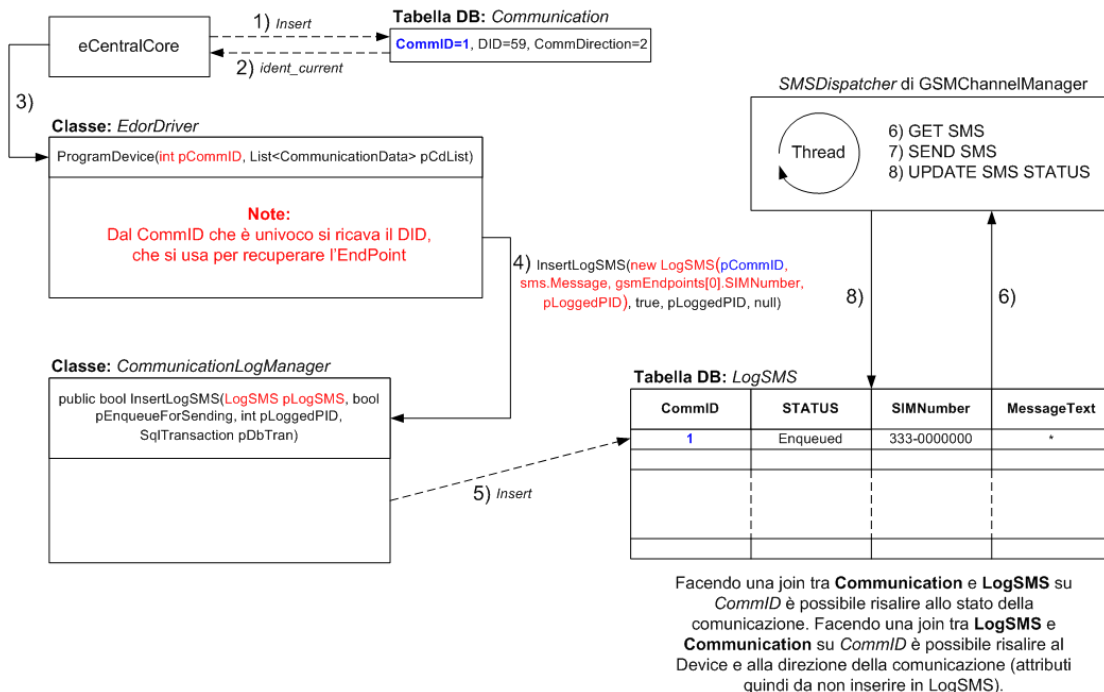 Tabella DB: Communication
1) Insert
eCentralCore
CommID=1, DID=59, CommDirection=2
2) ident_current
3)
Classe: EdorDriver
ProgramDevice(int pCommID, List<CommunicationData> pCdList)
Note:
Dal CommID che è univoco si ricava il DID,
che si usa per recuperare l'EndPoint
SMSDispatcher di GSMChannelManager
Thread
6) GET SMS
7) SEND SMS
8) UPDATE SMS STATUS
4) InsertLogSMS(new LogSMS(pCommID,
sms.Message, gsmEndpoints[0].SIMNumber,
pLoggedPID), true, pLoggedPID, null)
8)
6)
Classe: CommunicationLogManager
public bool InsertLogSMS(LogSMS pLogSMS, bool
pEnqueueForSending, int pLoggedPID,
SqlTransaction pDbTran)
5) Insert
Tabella DB: LogSMS
CommID STATUS SIMNumber MessageText
1 Enqueued 333-0000000 *
Facendo una join tra Communication e LogSMS su
CommID è possibile risalire allo stato della
comunicazione. Facendo una join tra LogSMS e
Communication su CommID è possibile risalire al
Device e alla direzione della comunicazione (attributi
quindi da non inserire in LogSMS).